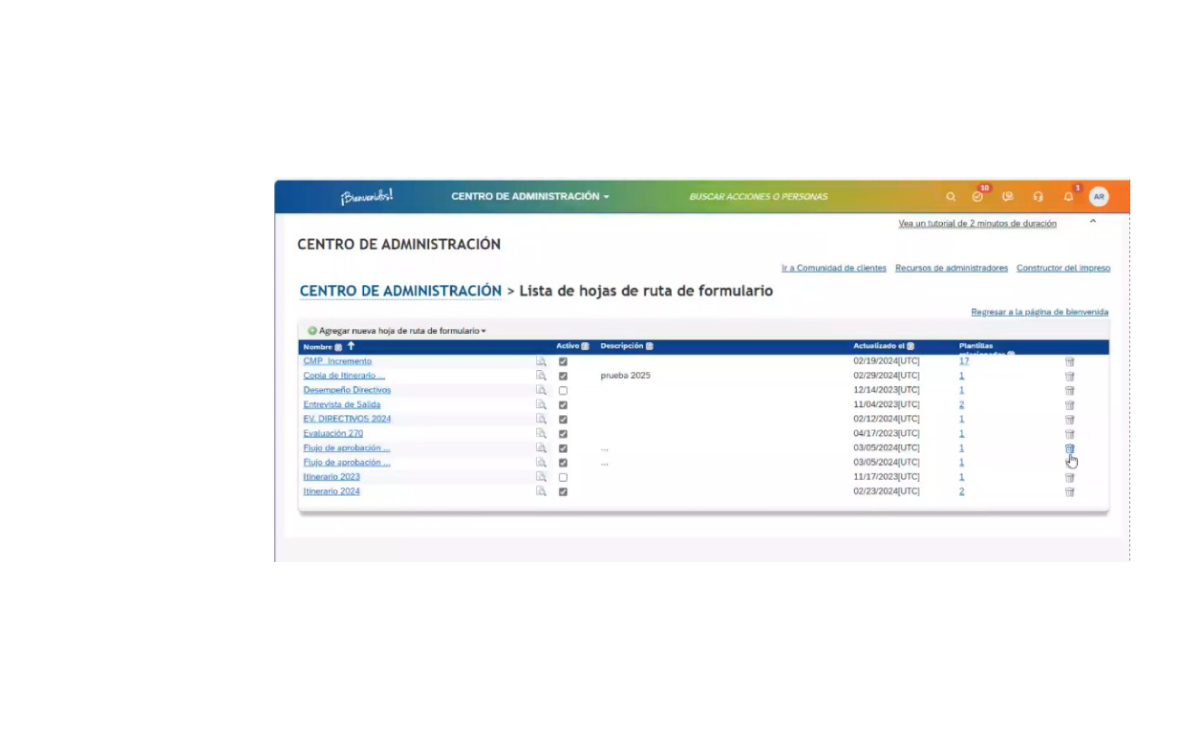 ¡Bienvenidos! CENTRO DE ADMINISTRACIÓN BUSCAR ACCIONES O PERSONAS 10 1 AR
Vea un tutorial de 2 minutos de duración
CENTRO DE ADMINISTRACIÓN
Ir a Comunidad de clientes Recursos de administradores Constructor del impreso
CENTRO DE ADMINISTRACIÓN > Lista de hojas de ruta de formulario
Regresar a la página de bienvenida
Agregar nueva hoja de ruta de formulario
Nombre Activo Descripción Actualizado el Plantillas
CMP. Incremento 02/19/2024[UTC] 17
Copia de Itinerario ... prueba 2025 02/29/2024[UTC] 1
Desempeño Directivos 12/14/2023[UTC] 1
Entrevista de Salida 11/04/2023[UTC] 2
EV. DIRECTIVOS 2024 02/12/2024[UTC] 1
Evaluación 270 04/17/2023[UTC] 1
Flujo de aprobación ... ... 03/05/2024[UTC] 1
Flujo de aprobación ... ... 03/05/2024[UTC] 1
Itinerario 2023 11/17/2023[UTC] 1
Itinerario 2024 02/23/2024[UTC] 2